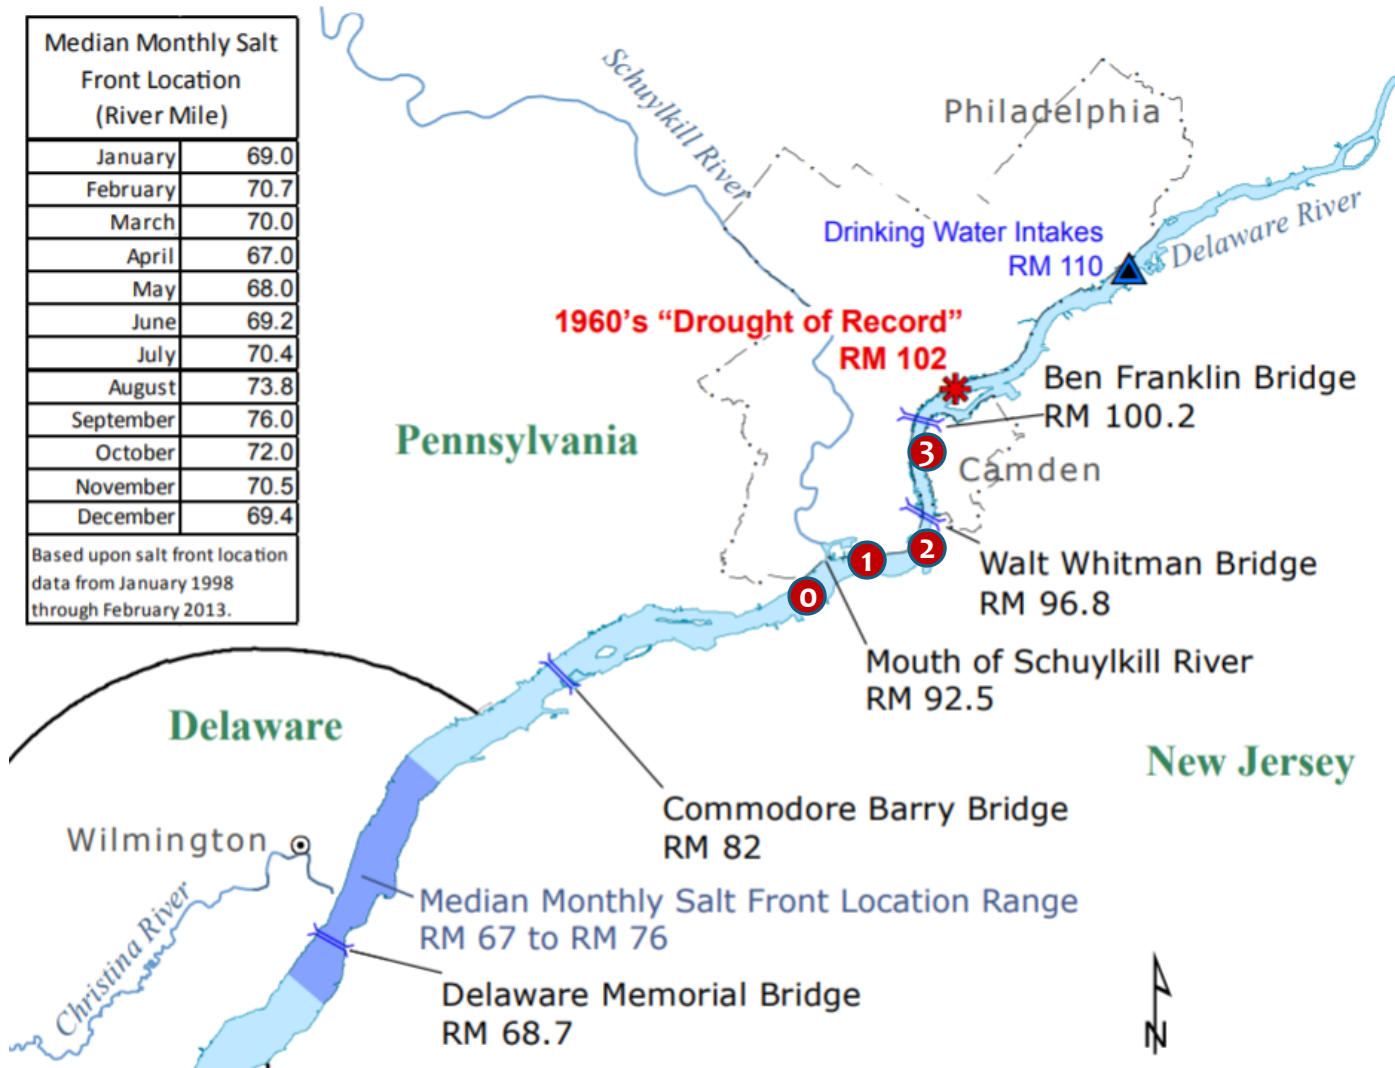 Median Monthly Salt
Front Location
(River Mile)
January 69.0
February 70.7
March 70.0
April 67.0
May 68.0
June 69.2
July 70.4
August 73.8
September 76.0
October 72.0
November 70.5
December 69.4
Based upon salt front location
data from January 1998
through February 2013.
Schuylkill River
Philadelphia
Drinking Water Intakes
RM 110
Delaware River
1960's “Drought of Record”
RM 102
Ben Franklin Bridge
RM 100.2
Pennsylvania
3
Camden
2
1
0
Walt Whitman Bridge
RM 96.8
Mouth of Schuylkill River
RM 92.5
Delaware
New Jersey
Commodore Barry Bridge
RM 82
Wilmington
Median Monthly Salt Front Location Range
RM 67 to RM 76
Christina River
Delaware Memorial Bridge
RM 68.7
N